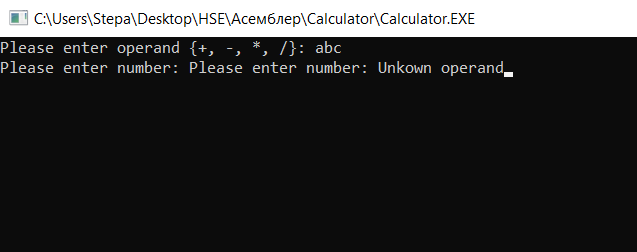 C:\Users\Stepa\Desktop\HSE\Асемблер\Calculator\Calculator.EXE
Please enter operand {+, -, *, /}: abc
Please enter number: Please enter number: Unkown operand